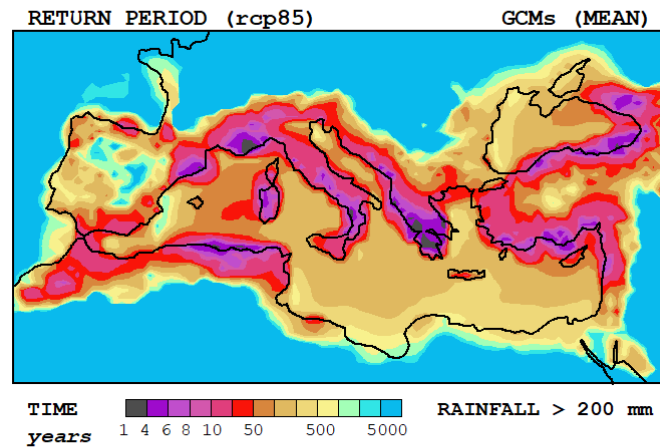 RETURN PERIOD (rcp85) GCMs (MEAN)
TIME RAINFALL > 200 mm
years 1 4 6 8 10 50 500 5000